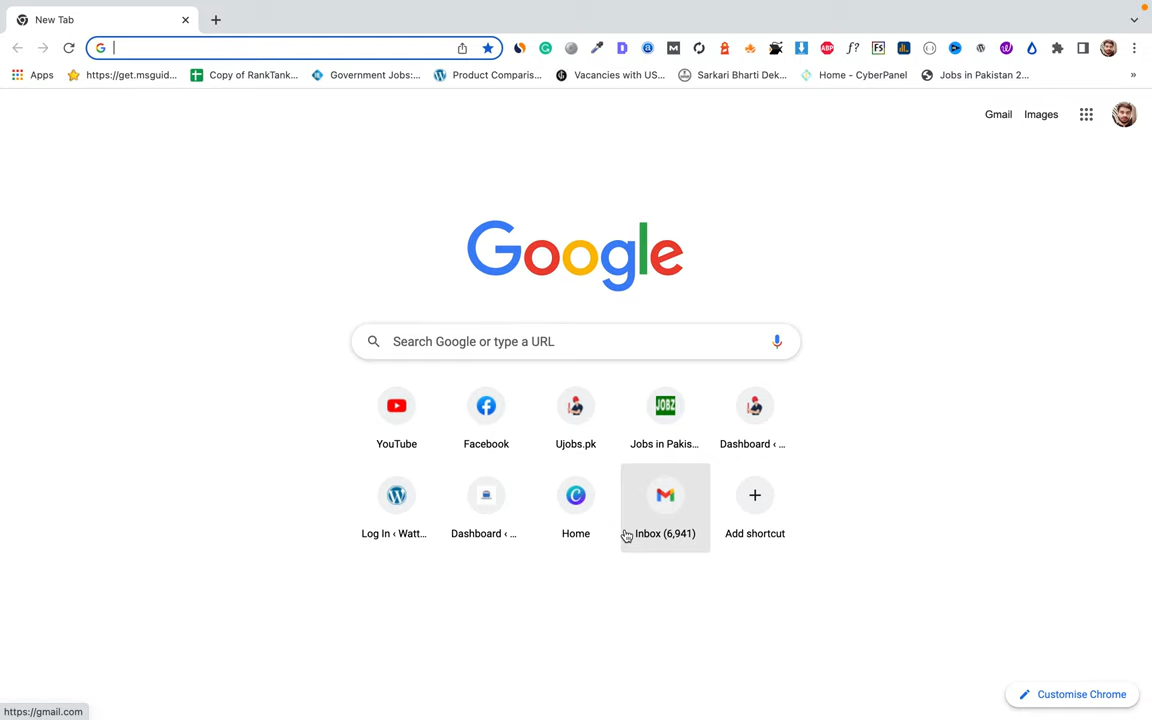 New Tab
Apps
https://get.msguid...
Copy of RankTank...
Government Jobs:...
Product Comparis...
Vacancies with US...
Sarkari Bharti Dek...
Home - CyberPanel
Jobs in Pakistan 2...
»
Gmail
Images
Google
Search Google or type a URL
JOBZ
YouTube
Facebook
Ujobs.pk
Jobs in Pakis...
Dashboard ‹ ...
Log In ‹ Watt...
Dashboard ‹ ...
Home
Inbox (6,941)
Add shortcut
Customise Chrome
https://gmail.com